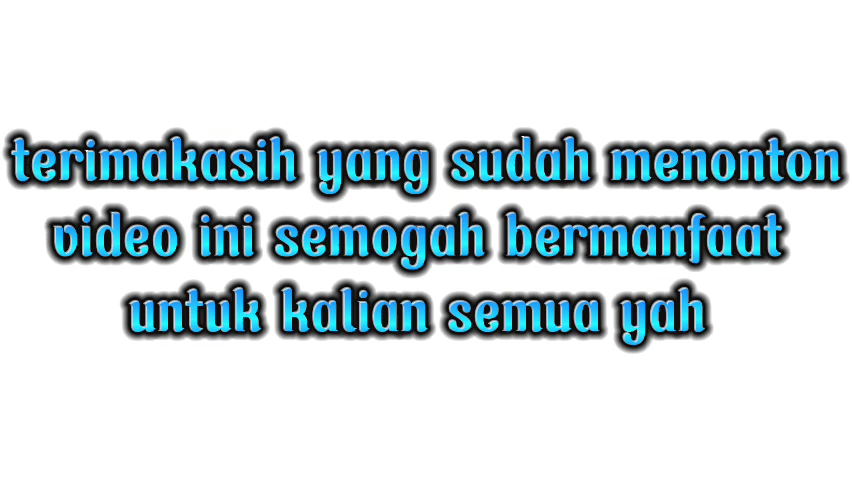 terimakasih yang sudah menonton
video ini semogah bermanfaat
untuk kalian semua yah